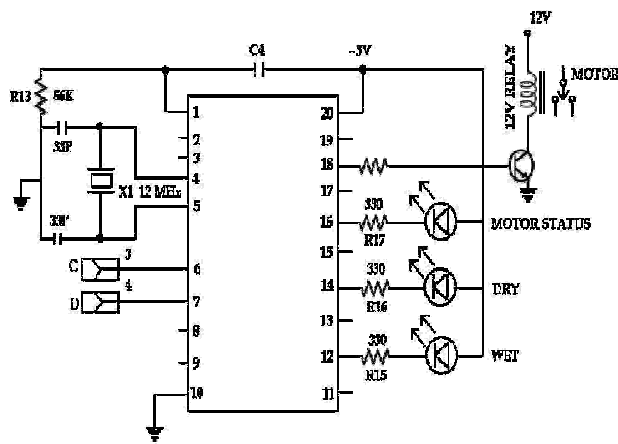 12V
C4
~3V
12V RELAY
MOTOR
R13
56K
1
20
2
19
33P
3
18
4
X1 12 MHz
17
5
330
16
R17
MOTOR STATUS
33P
15
C
3
6
330
14
R16
DRY
D
4
7
13
8
330
12
R15
WET
9
10
11